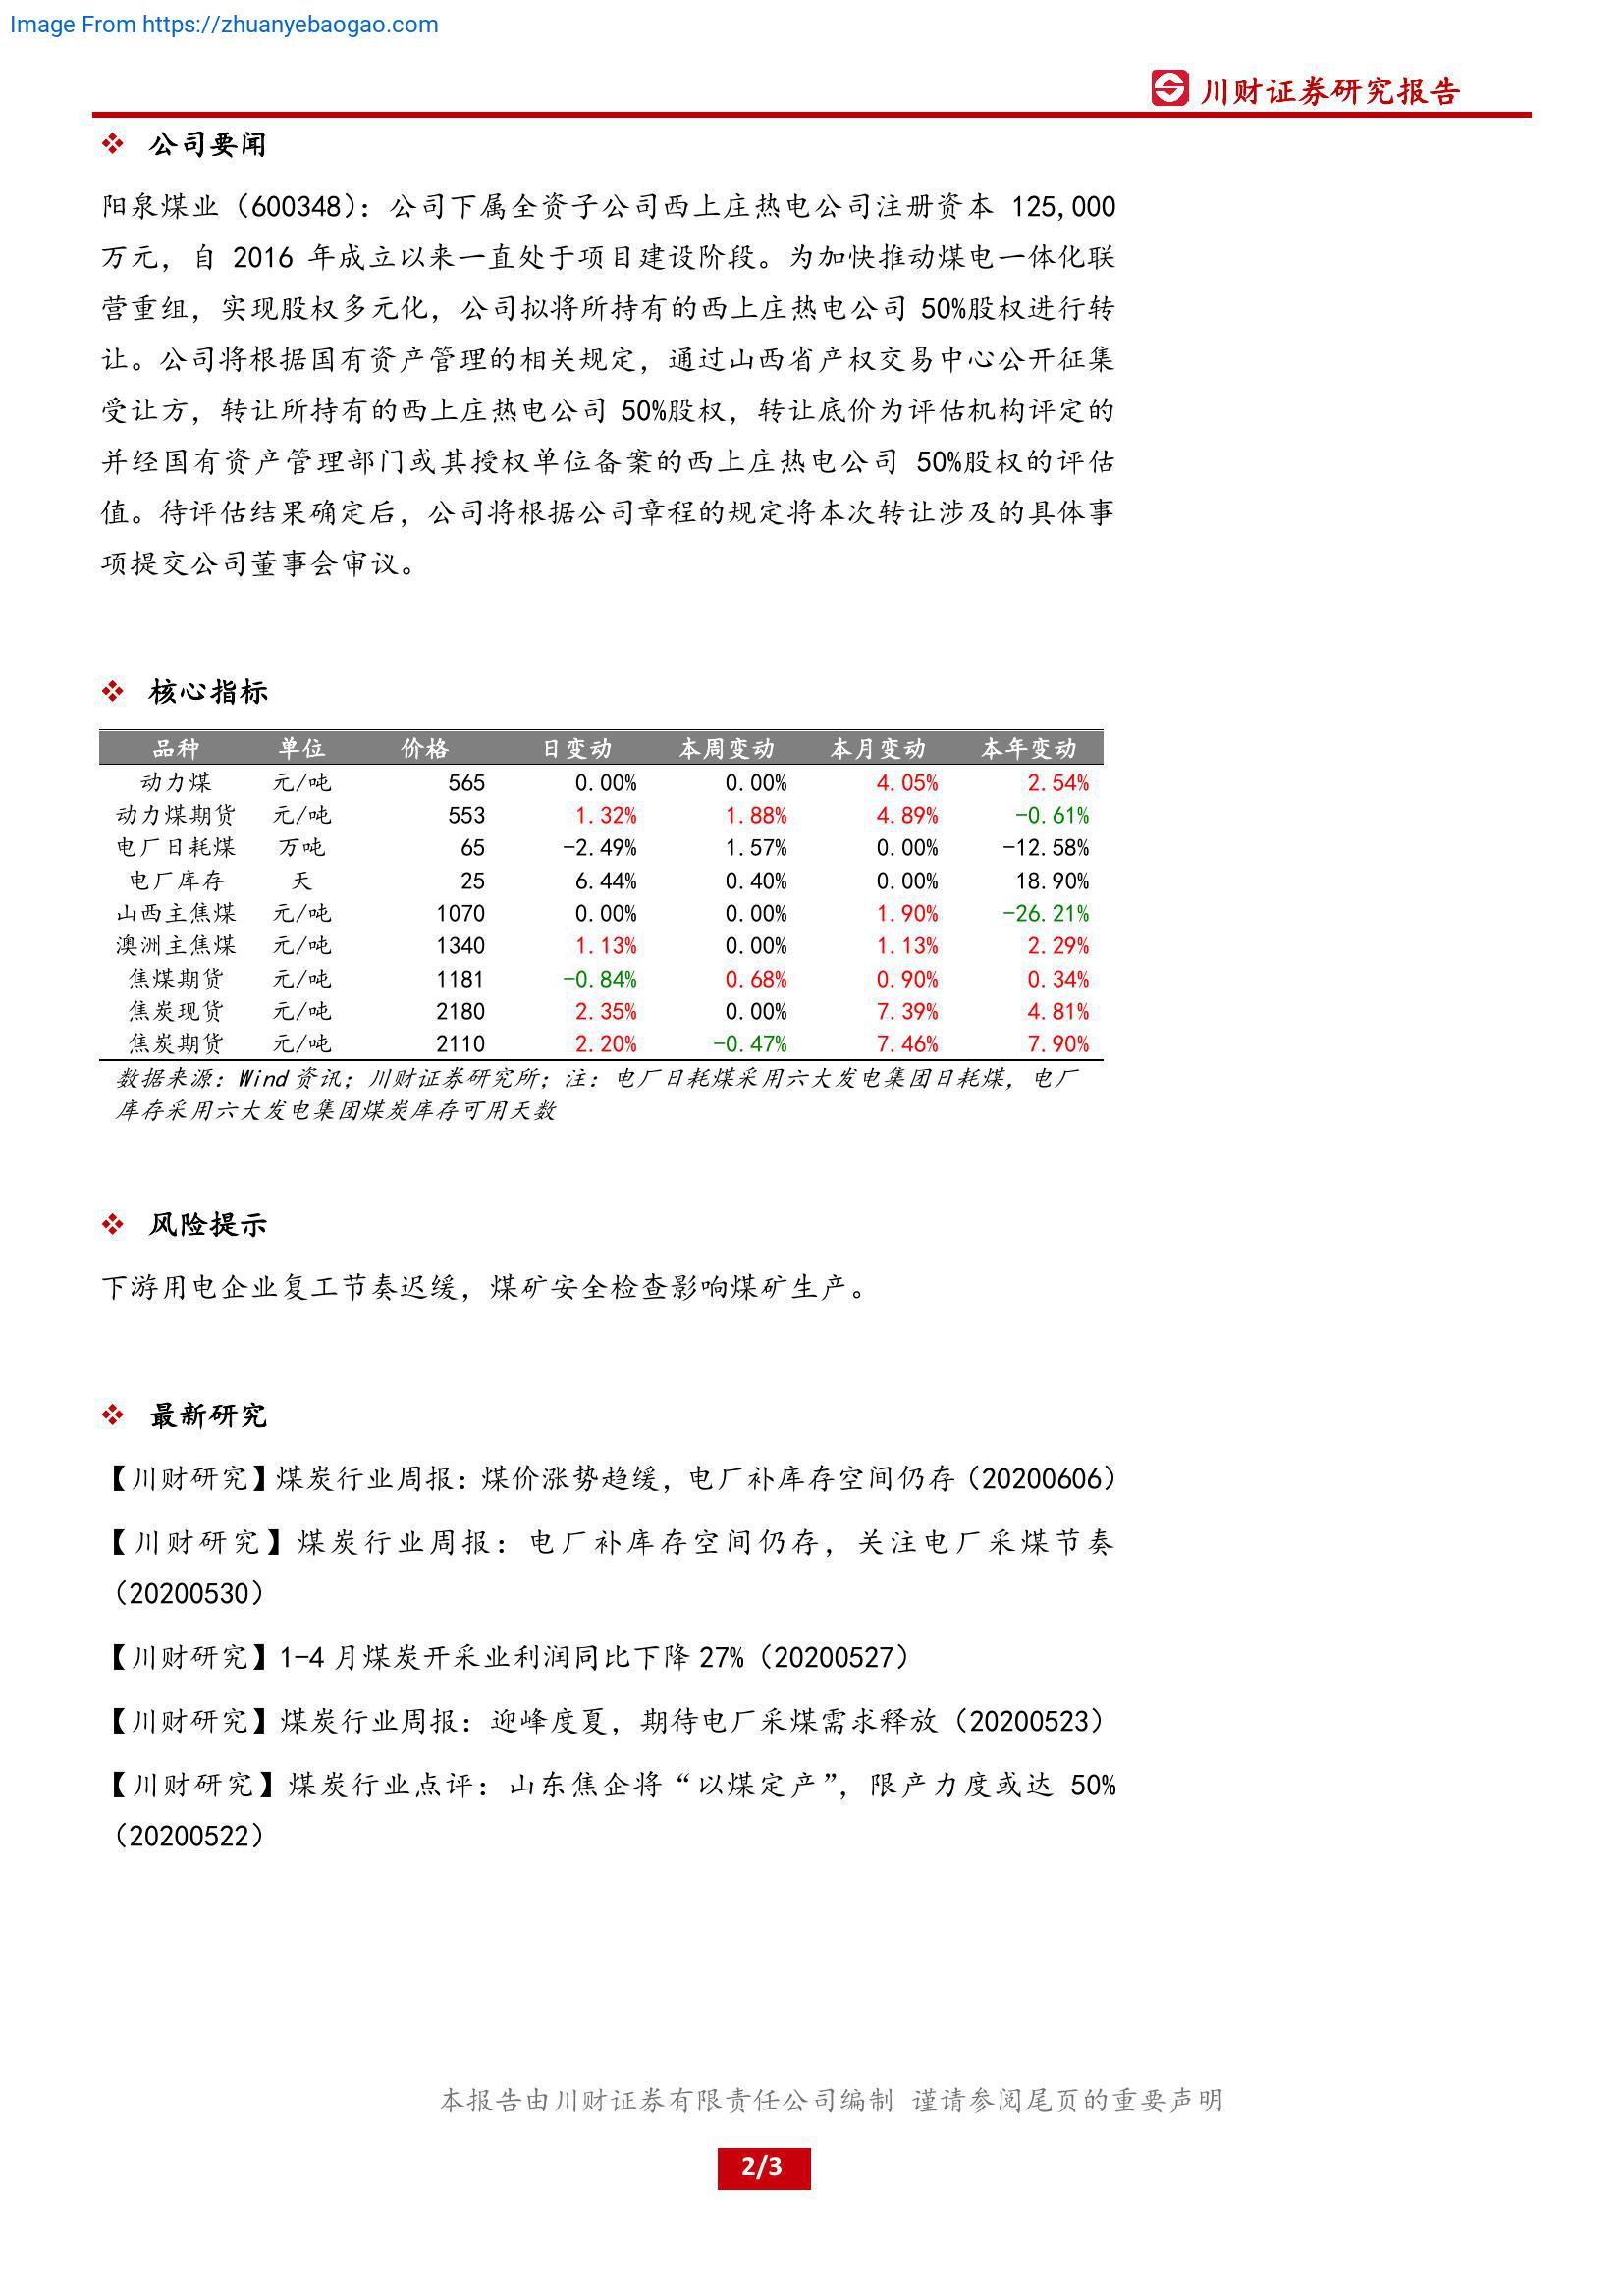 Image From https://zhuanyebaogao.com
川财证券研究报告
公司要闻
阳泉煤业（600348）：公司下属全资子公司西上庄热电公司注册资本 125,000
万元，自 2016 年成立以来一直处于项目建设阶段。为加快推动煤电一体化联
营重组，实现股权多元化，公司拟将所持有的西上庄热电公司 50%股权进行转
让。公司将根据国有资产管理的相关规定，通过山西省产权交易中心公开征集
受让方，转让所持有的西上庄热电公司 50%股权，转让底价为评估机构评定的
并经国有资产管理部门或其授权单位备案的西上庄热电公司 50%股权的评估
值。待评估结果确定后，公司将根据公司章程的规定将本次转让涉及的具体事
项提交公司董事会审议。
核心指标
品种 单位 价格 日变动 本周变动 本月变动 本年变动
动力煤 元/吨 565 0.00% 0.00% 4.05% 2.54%
动力煤期货 元/吨 553 1.32% 1.88% 4.89% -0.61%
电厂日耗煤 万吨 65 -2.49% 1.57% 0.00% -12.58%
电厂库存 天 25 6.44% 0.40% 0.00% 18.90%
山西主焦煤 元/吨 1070 0.00% 0.00% 1.90% -26.21%
澳洲主焦煤 元/吨 1340 1.13% 0.00% 1.13% 2.29%
焦煤期货 元/吨 1181 -0.84% 0.68% 0.90% 0.34%
焦炭现货 元/吨 2180 2.35% 0.00% 7.39% 4.81%
焦炭期货 元/吨 2110 2.20% -0.47% 7.46% 7.90%
数据来源：Wind 资讯；川财证券研究所；注：电厂日耗煤采用六大发电集团日耗煤，电厂
库存采用六大发电集团煤炭库存可用天数
风险提示
下游用电企业复工节奏迟缓，煤矿安全检查影响煤矿生产。
最新研究
【川财研究】煤炭行业周报：煤价涨势趋缓，电厂补库存空间仍存（20200606）
【川财研究】煤炭行业周报：电厂补库存空间仍存，关注电厂采煤节奏
（20200530）
【川财研究】1-4 月煤炭开采业利润同比下降 27%（20200527）
【川财研究】煤炭行业周报：迎峰度夏，期待电厂采煤需求释放（20200523）
【川财研究】煤炭行业点评：山东焦企将“以煤定产”，限产力度或达 50%
（20200522）
本报告由川财证券有限责任公司编制 谨请参阅尾页的重要声明
2/3